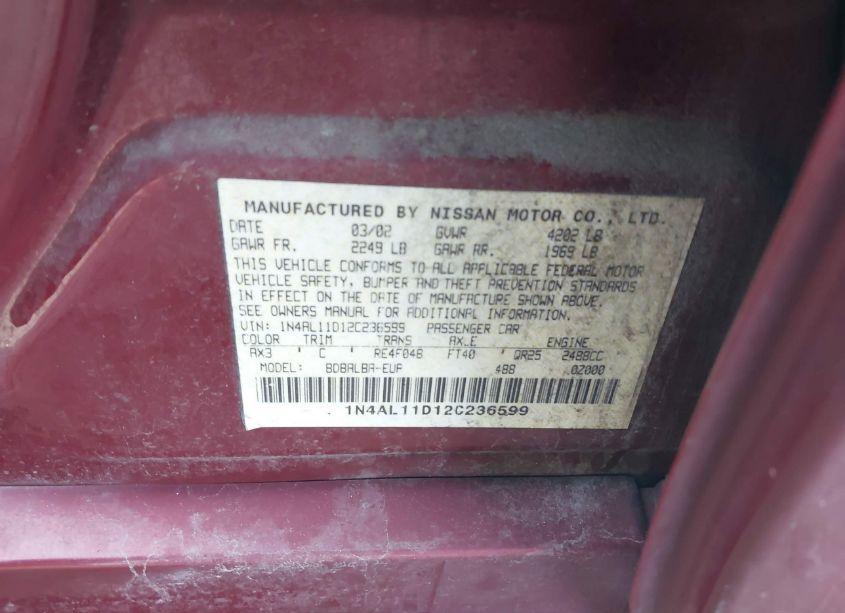 MANUFACTURED BY NISSAN MOTOR CO., LTD.
DATE 03/02 GVWR 4202 LB
GAWR FR. 2249 LB GAWR RR. 1969 LB
THIS VEHICLE CONFORMS TO ALL APPLICABLE FEDERAL MOTOR
VEHICLE SAFETY, BUMPER AND THEFT PREVENTION STANDARDS
IN EFFECT ON THE DATE OF MANUFACTURE SHOWN ABOVE.
SEE OWNERS MANUAL FOR ADDITIONAL INFORMATION.
VIN: 1N4AL11D12C236599 PASSENGER CAR
COLOR TRIM TRANS AXLE ENGINE
AX3 C RE4F04B FT40 QR25 2488CC
MODEL: BDBALBA-EUA 488 0Z000
1N4AL11D12C236599